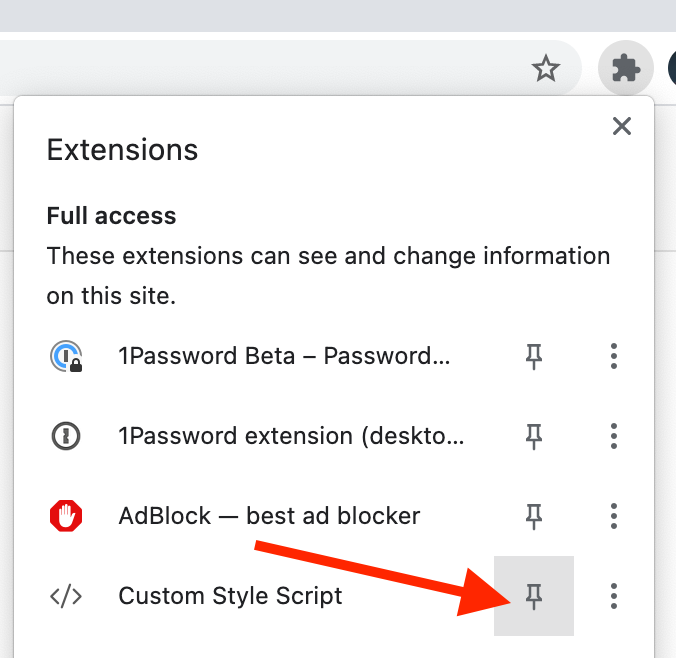 Extensions
Full access
These extensions can see and change information
on this site.
1Password Beta – Password...
1Password extension (deskto...
AdBlock — best ad blocker
Custom Style Script